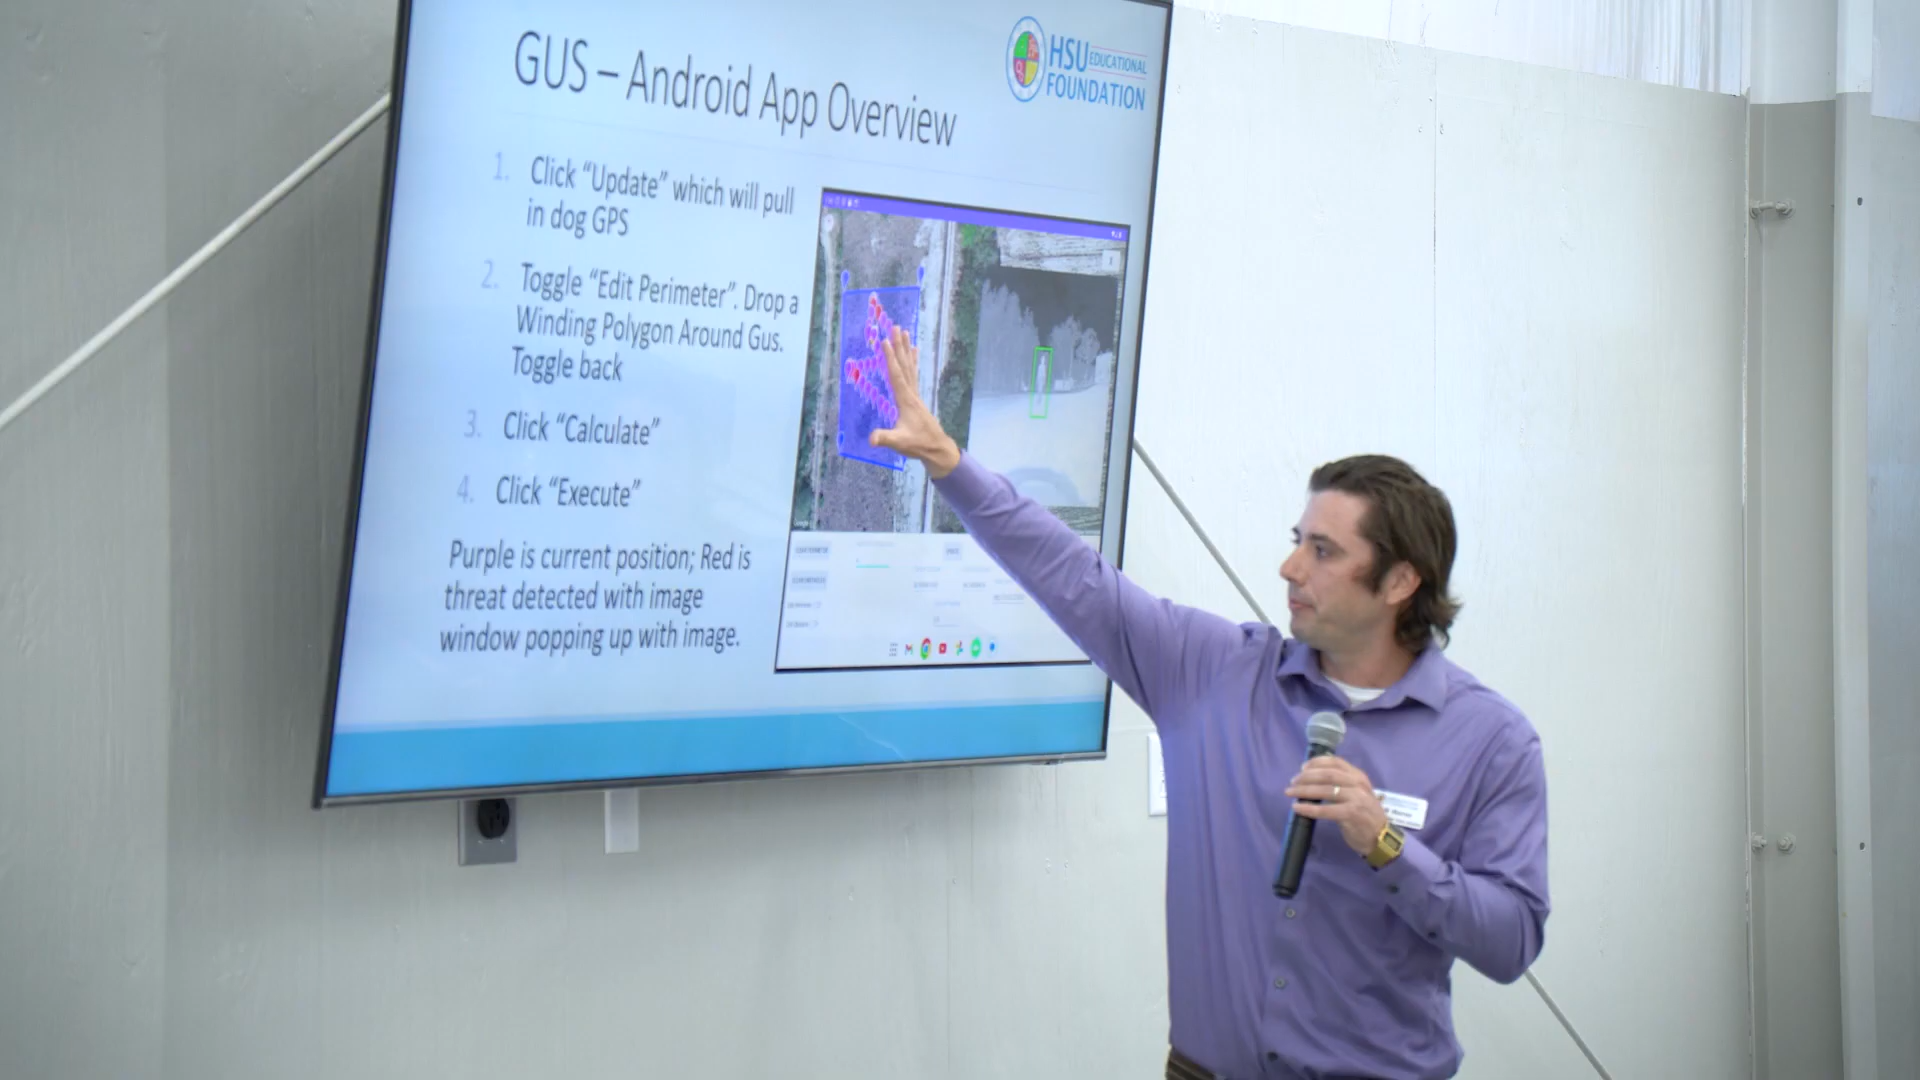 GUS – Android App Overview
HSU EDUCATIONAL
FOUNDATION
1. Click “Update” which will pull
in dog GPS
2. Toggle “Edit Perimeter”. Drop a
Winding Polygon Around Gus.
Toggle back
3. Click “Calculate”
4. Click “Execute”
Purple is current position; Red is
threat detected with image
window popping up with image.